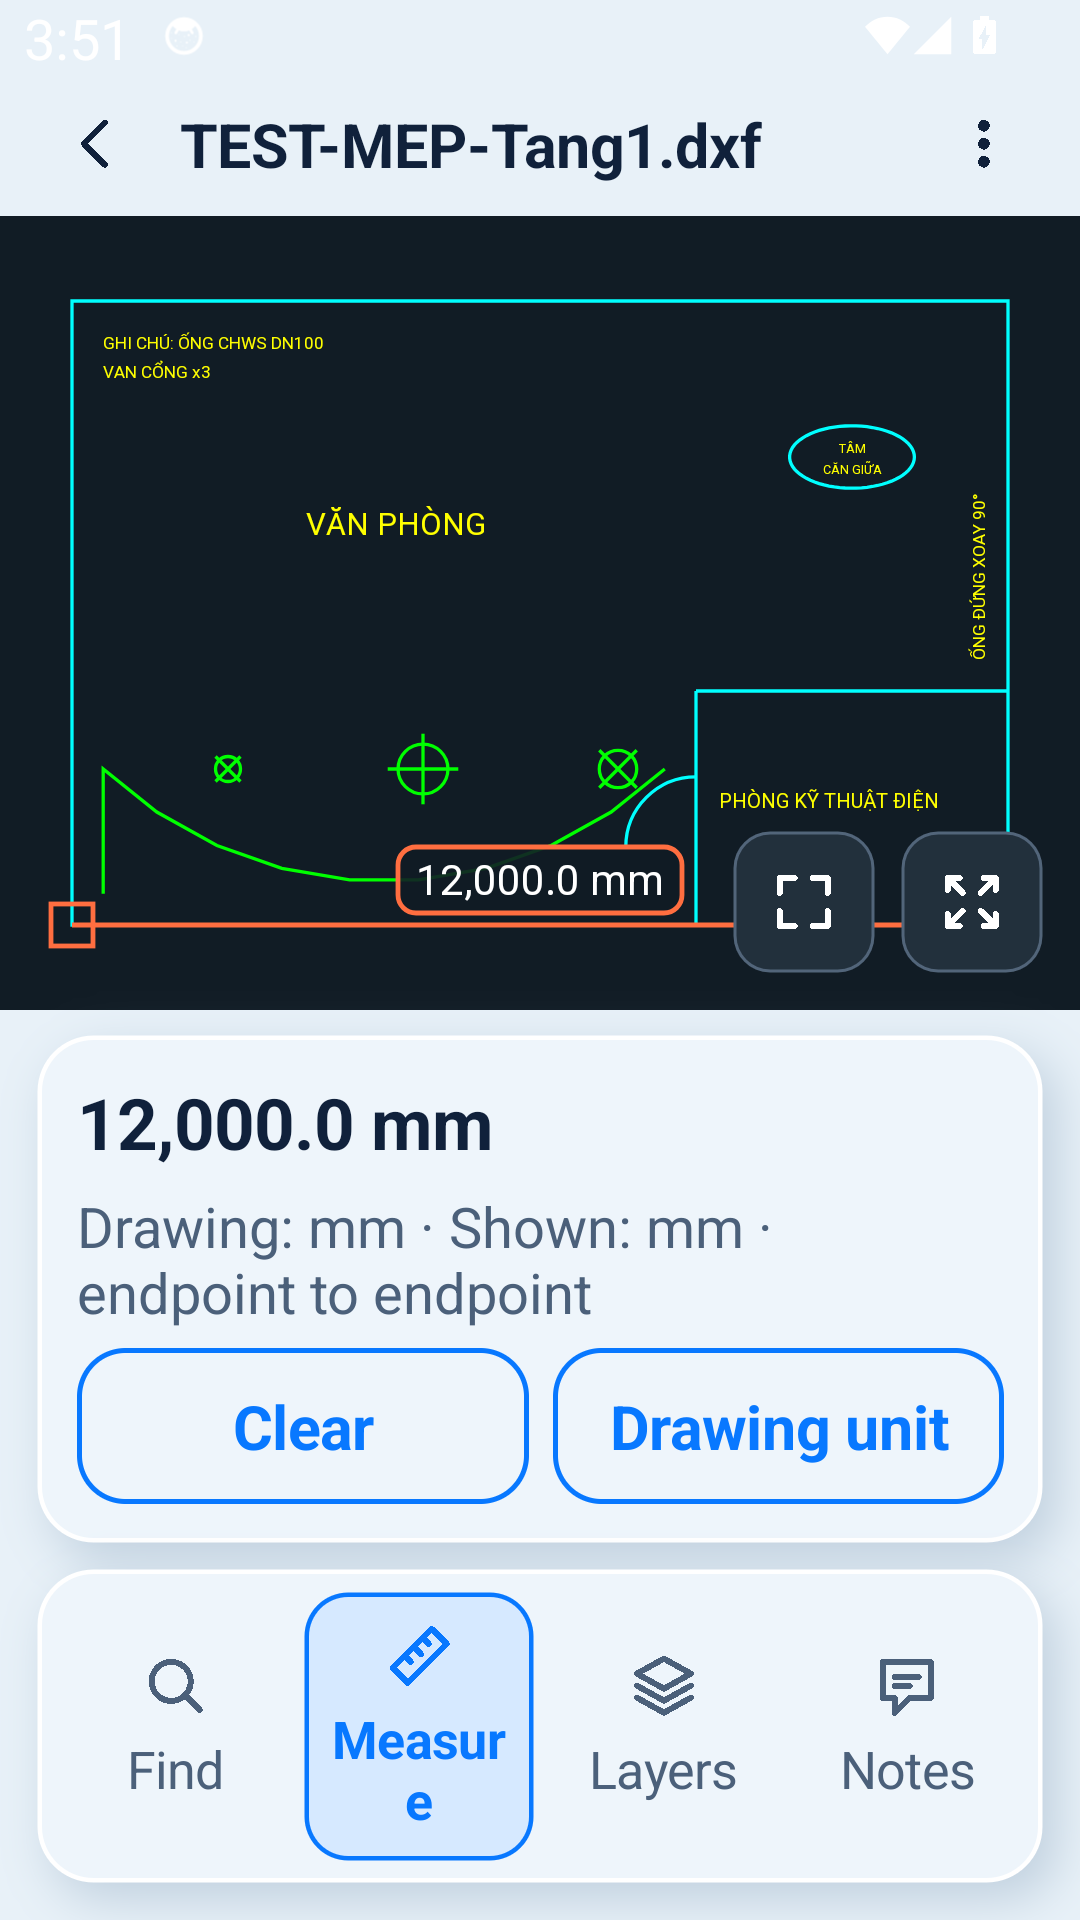 3:51
TEST-MEP-Tang1.dxf
GHI CHÚ: ỐNG CHWS DN100
VAN CỔNG x3
TÂM
CĂN GIỮA
VĂN PHÒNG
ỐNG ĐỨNG XOAY 90°
PHÒNG KỸ THUẬT ĐIỆN
12,000.0 mm
12,000.0 mm
Drawing: mm · Shown: mm ·
endpoint to endpoint
Clear
Drawing unit
Find
Measur
e
Layers
Notes